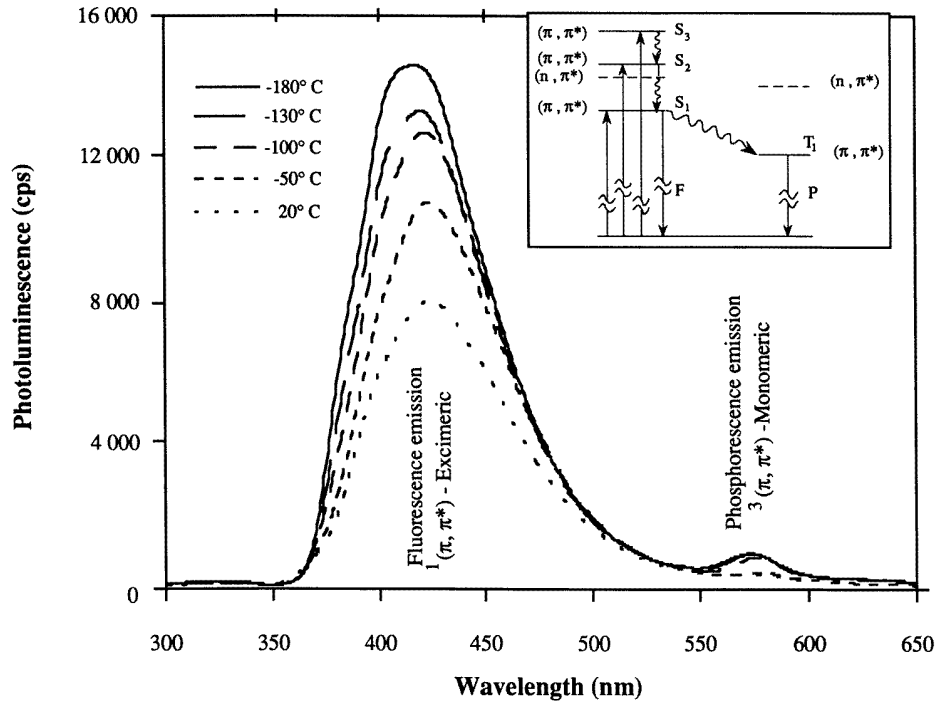 Photoluminescence (cps)
16 000
12 000
8 000
4 000
0
-180° C
-130° C
-100° C
-50° C
20° C
(π , π*) S3
(π , π*) S2
(n , π*)
(π , π*) S1
(n , π*)
T1 (π , π*)
F
P
Fluorescence emission
1 (π, π*) - Excimeric
Phosphorescence emission
3 (π, π*) -Monomeric
300 350 400 450 500 550 600 650
Wavelength (nm)